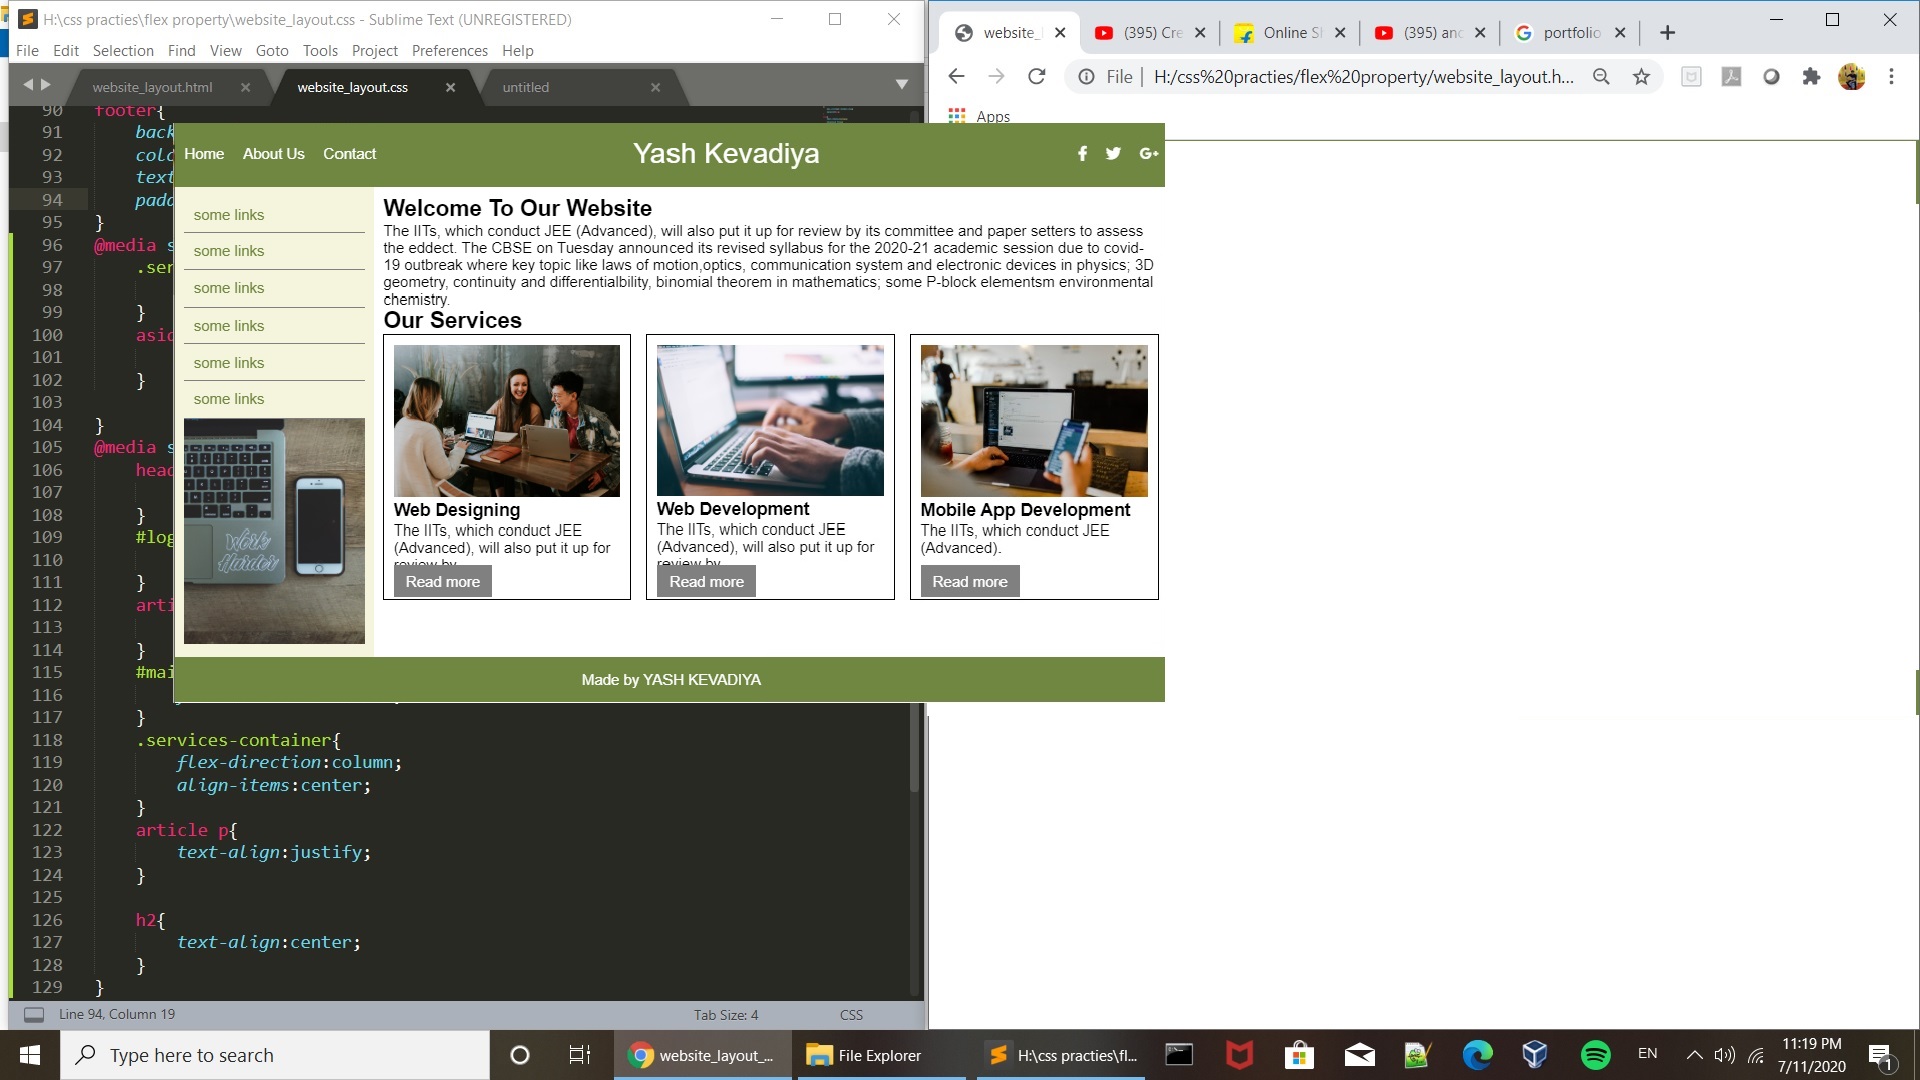 H:\css practies\flex property\website_layout.css - Sublime Text (UNREGISTERED)
File Edit Selection Find View Goto Tools Project Preferences Help
website_layout.html
website_layout.css
untitled
90 footer{
91 back
92 colo
93 text
94 padd
95 }
96 @media s
97 .ser
98
99 }
100 asid
101
102 }
103
104 }
105 @media s
106 head
107
108 }
109 #log
110
111 }
112 arti
113
114 }
115 #mai
116
117 }
118 .services-container{
119 flex-direction:column;
120 align-items:center;
121 }
122 article p{
123 text-align:justify;
124 }
125
126 h2{
127 text-align:center;
128 }
129 }
Line 94, Column 19
Tab Size: 4
CSS
website_
(395) Cre
Online Sh
(395) anc
portfolio
File | H:/css%20practies/flex%20property/website_layout.h...
Apps
Home About Us Contact
Yash Kevadiya
G+
some links
some links
some links
some links
some links
some links
Work
Harder
Welcome To Our Website
The IITs, which conduct JEE (Advanced), will also put it up for review by its committee and paper setters to assess
the eddect. The CBSE on Tuesday announced its revised syllabus for the 2020-21 academic session due to covid-
19 outbreak where key topic like laws of motion,optics, communication system and electronic devices in physics; 3D
geometry, continuity and differentialbility, binomial theorem in mathematics; some P-block elementsm environmental
chemistry.
Our Services
Web Designing
The IITs, which conduct JEE
(Advanced), will also put it up for
review by
Read more
Web Development
The IITs, which conduct JEE
(Advanced), will also put it up for
review by
Read more
Mobile App Development
The IITs, which conduct JEE
(Advanced).
Read more
Made by YASH KEVADIYA
Type here to search
website_layout_...
File Explorer
H:\css practies\fl...
EN
11:19 PM
7/11/2020
1